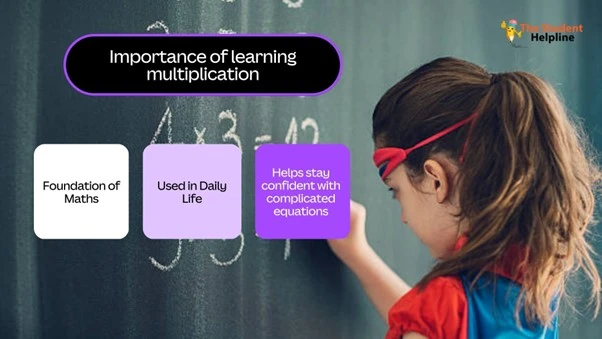 The Student
Helpline
Importance of learning
multiplication
4 x 3 = 12
Foundation of
Maths
Used in Daily
Life
Helps stay
confident with
complicated
equations